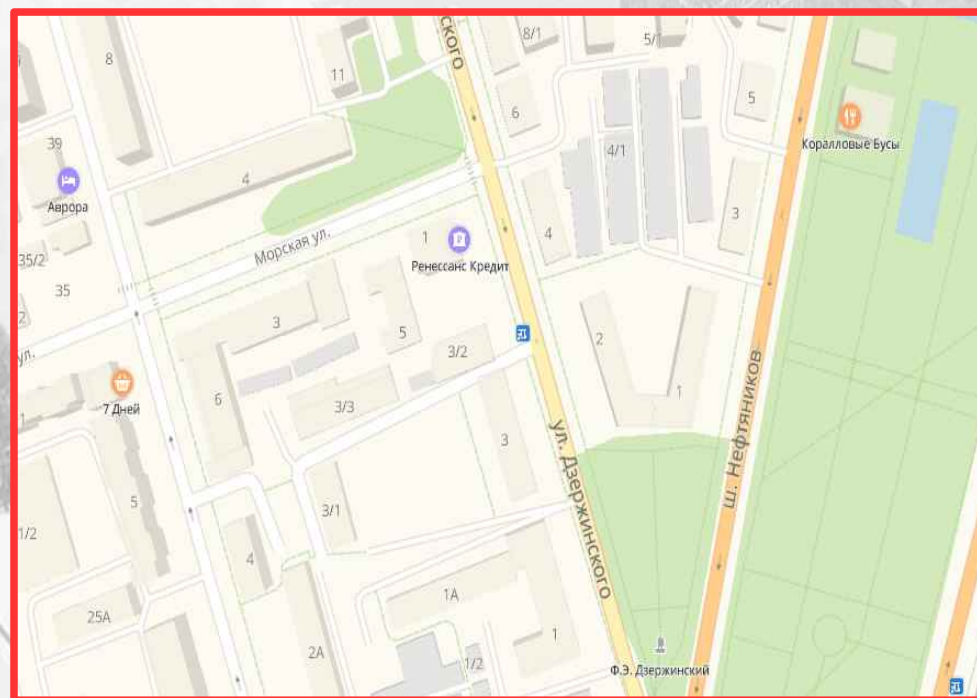 ского
8/1
5/1
8
11
5
6
Коралловые Бусы
39
4/1
4
Аврора
3
1
4
Морская ул.
35/2
Ренессанс Кредит
35
2
3
5
2
ул.
3/2
7 Дней
6
3/3
1
1
ш. Нефтяников
3
ул. Дзержинского
5
3/1
1/2
4
1А
25А
1
2А
1/2
Ф.Э. Дзержинский